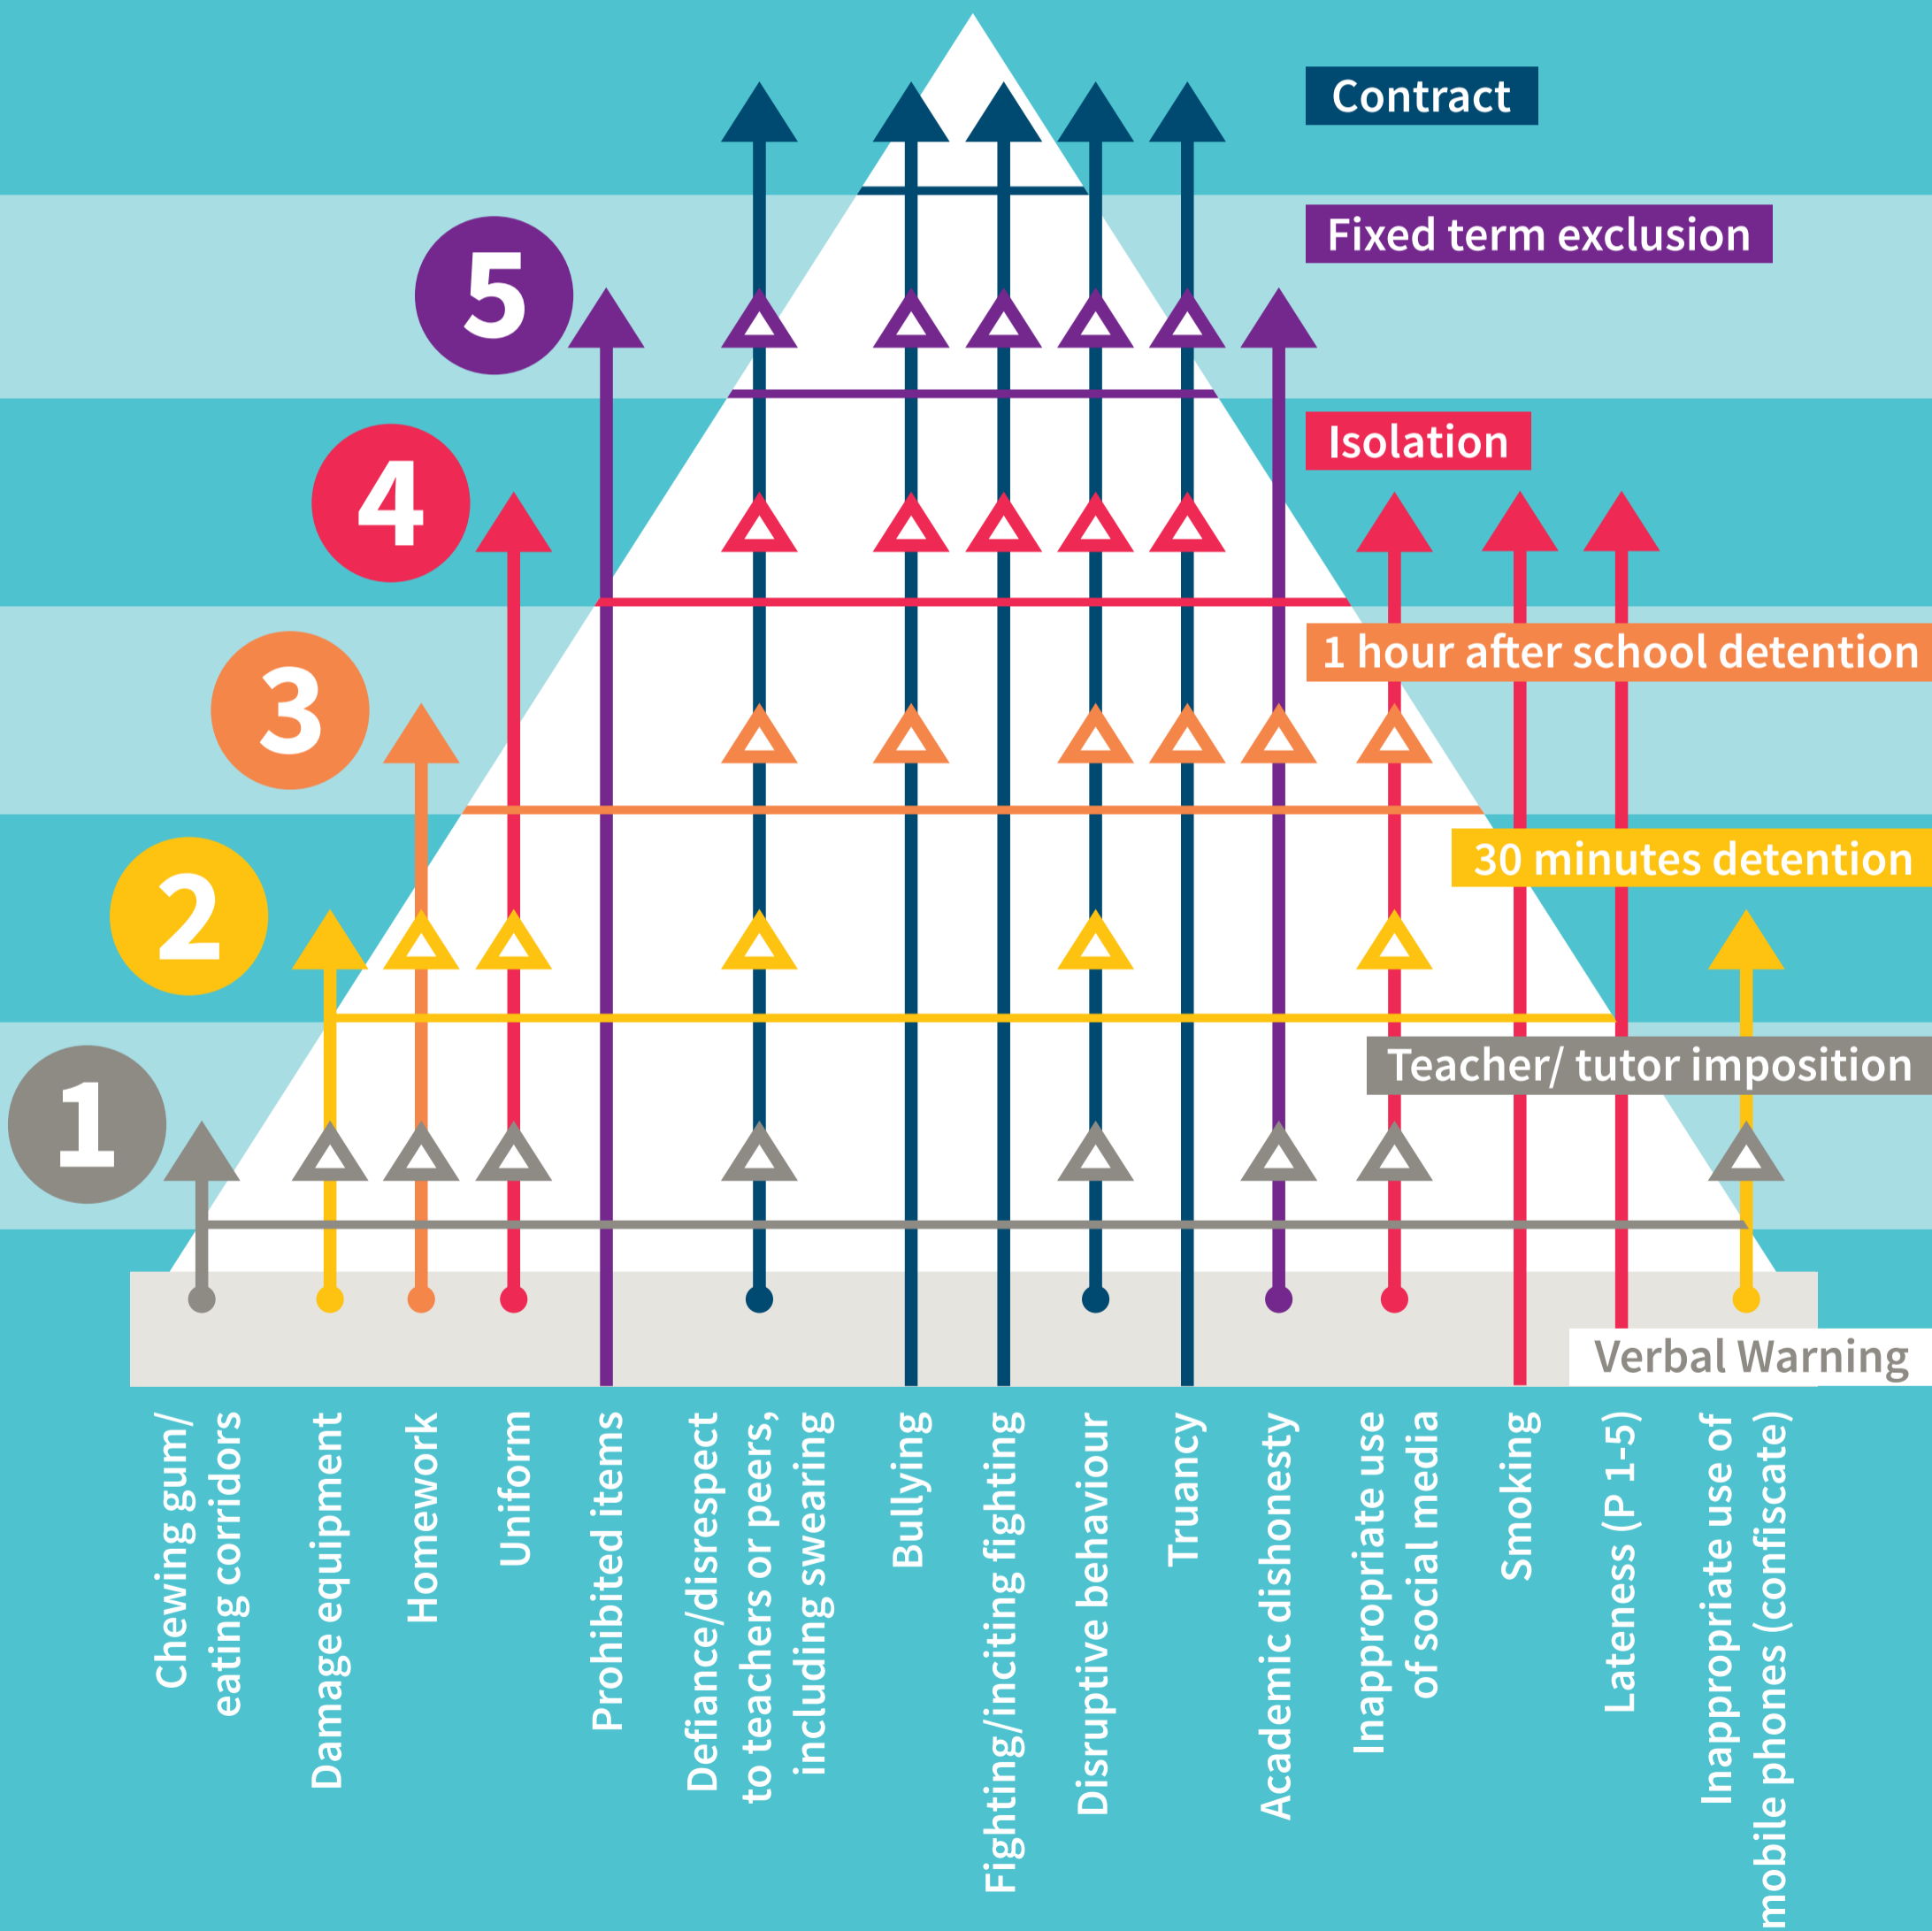 Contract
Fixed term exclusion
5
Isolation
4
1 hour after school detention
3
30 minutes detention
2
Teacher/ tutor imposition
1
Verbal Warning
Chewing gum/
eating corridors
Damage equipment
Homework
Uniform
Prohibited items
Defiance/disrespect
to teachers or peers,
including swearing
Bullying
Fighting/inciting fighting
Disruptive behaviour
Truancy
Academic dishonesty
Inappropriate use
of social media
Smoking
Lateness (P 1-5)
Inappropriate use of
mobile phones (confiscate)